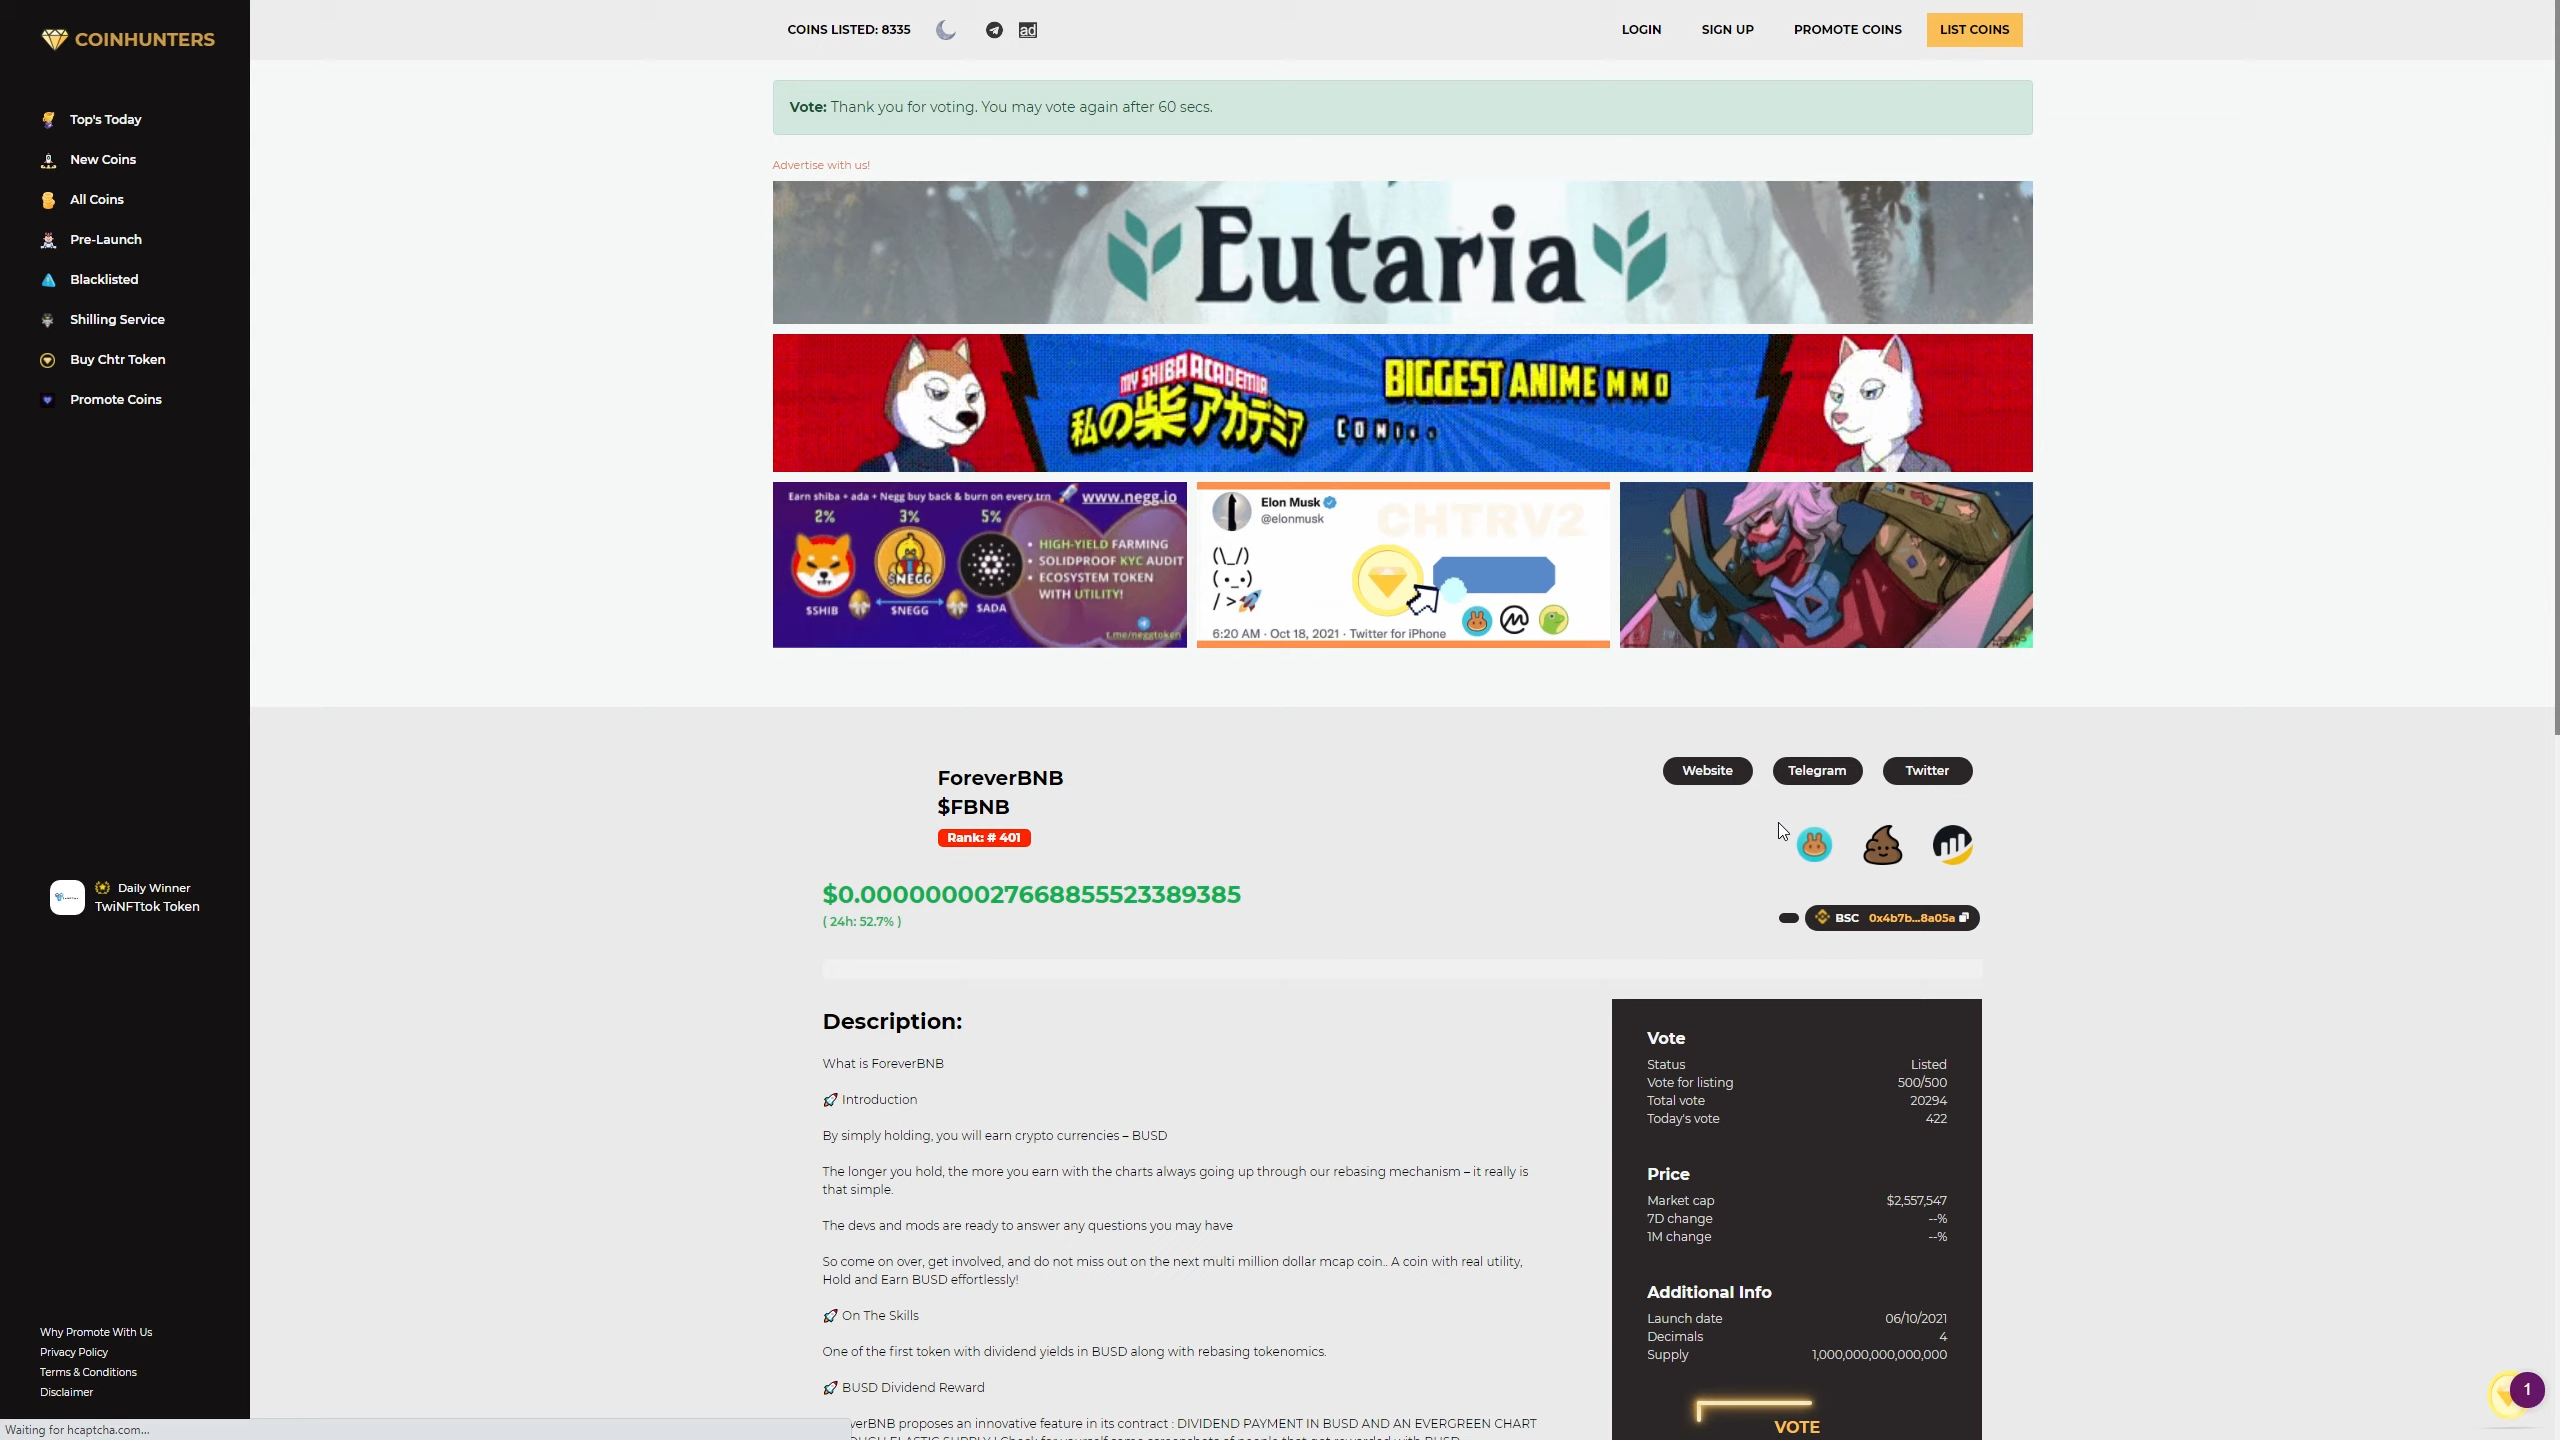 COINHUNTERS
COINS LISTED: 8335
ad
LOGIN
SIGN UP
PROMOTE COINS
LIST COINS
Top's Today
New Coins
All Coins
Pre-Launch
Blacklisted
Shilling Service
Buy Chtr Token
Promote Coins
Daily Winner
TwiNFTtok Token
Why Promote With Us
Privacy Policy
Terms & Conditions
Disclaimer
Vote: Thank you for voting. You may vote again after 60 secs.
Advertise with us!
Eutaria
MY SHIBA ACADEMIA
私の柴アカデミア
BIGGEST ANIME MMO
Earn shiba + ada + Negg buy back & burn on every trn
www.negg.io
2% 3% 5%
HIGH-YIELD FARMING
SOLIDPROOF KYC AUDIT
ECOSYSTEM TOKEN
WITH UTILITY!
$NEGG
$SHIB $NEGG $ADA
t.me/neggtoken
Elon Musk
@elonmusk
CHTRV2
(\_/)
(·-·)
/ >🚀
6:20 AM · Oct 18, 2021 · Twitter for iPhone
ForeverBNB
$FBNB
Rank: # 401
Website
Telegram
Twitter
$0.00000000027668855523389385
( 24h: 52.7% )
BSC 0x4b7b...8a05a
Description:
What is ForeverBNB
🚀 Introduction
By simply holding, you will earn crypto currencies – BUSD
The longer you hold, the more you earn with the charts always going up through our rebasing mechanism – it really is
that simple.
The devs and mods are ready to answer any questions you may have
So come on over, get involved, and do not miss out on the next multi million dollar mcap coin.. A coin with real utility,
Hold and Earn BUSD effortlessly!
🚀 On The Skills
One of the first token with dividend yields in BUSD along with rebasing tokenomics.
🚀 BUSD Dividend Reward
verBNB proposes an innovative feature in its contract : DIVIDEND PAYMENT IN BUSD AND AN EVERGREEN CHART
Vote
Status Listed
Vote for listing 500/500
Total vote 20294
Today's vote 422
Price
Market cap $2,557,547
7D change --%
1M change --%
Additional Info
Launch date 06/10/2021
Decimals 4
Supply 1,000,000,000,000,000
VOTE
1
Waiting for hcaptcha.com...